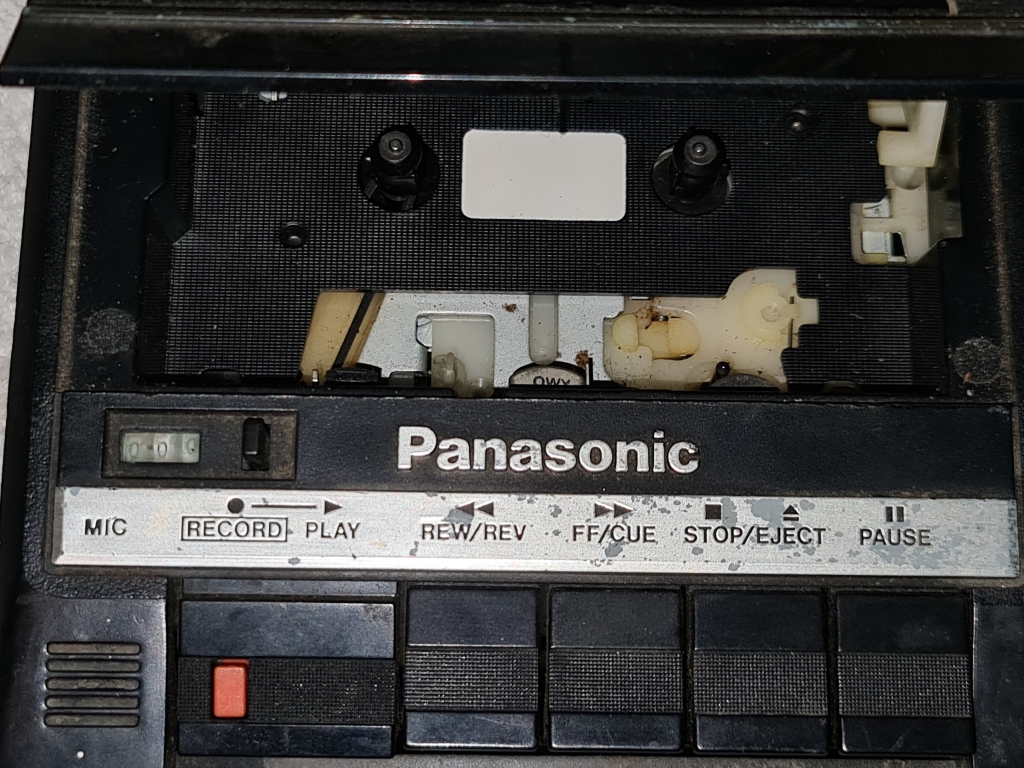 Panasonic
MIC
RECORD PLAY
REW/REV
FF/CUE
STOP/EJECT
PAUSE